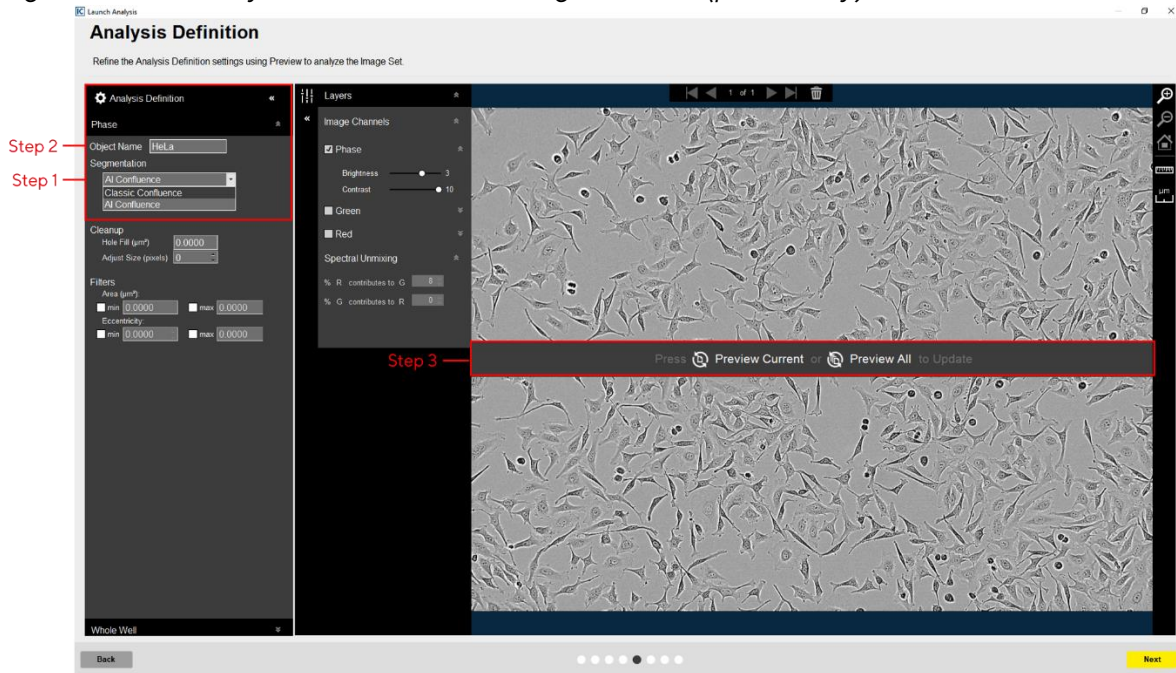 Launch Analysis
Analysis Definition
Refine the Analysis Definition settings using Preview to analyze the Image Set.
Analysis Definition
Phase
Step 2
Object Name HeLa
Segmentation
Step 1
AI Confluence
Classic Confluence
AI Confluence
Cleanup
Hole Fill (µm²) 0.0000
Adjust Size (pixels) 0
Filters
Area (µm²):
min 0.0000 max 0.0000
Eccentricity:
min 0.0000 max 0.0000
Whole Well
Layers
Image Channels
Phase
Brightness 3
Contrast 10
Green
Red
Spectral Unmixing
% R contributes to G 0
% G contributes to R 0
1 of 1
µm
Step 3
Press Preview Current or Preview All to Update
Back
Next